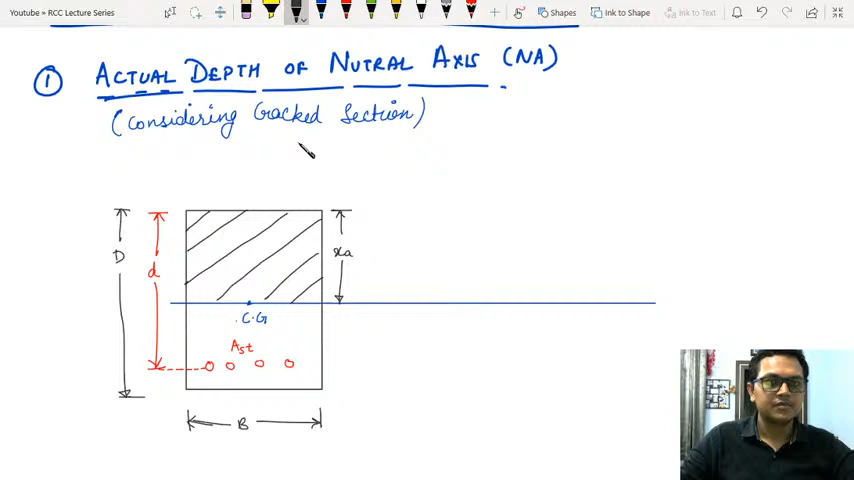 Youtube » RCC Lecture Series
Shapes
Ink to Shape
Ink to Text
① ACTUAL DEPTH OF NUTRAL AXIS (NA)
(Considering Cracked Section)
D
d
xa
.C.G
Ast
B